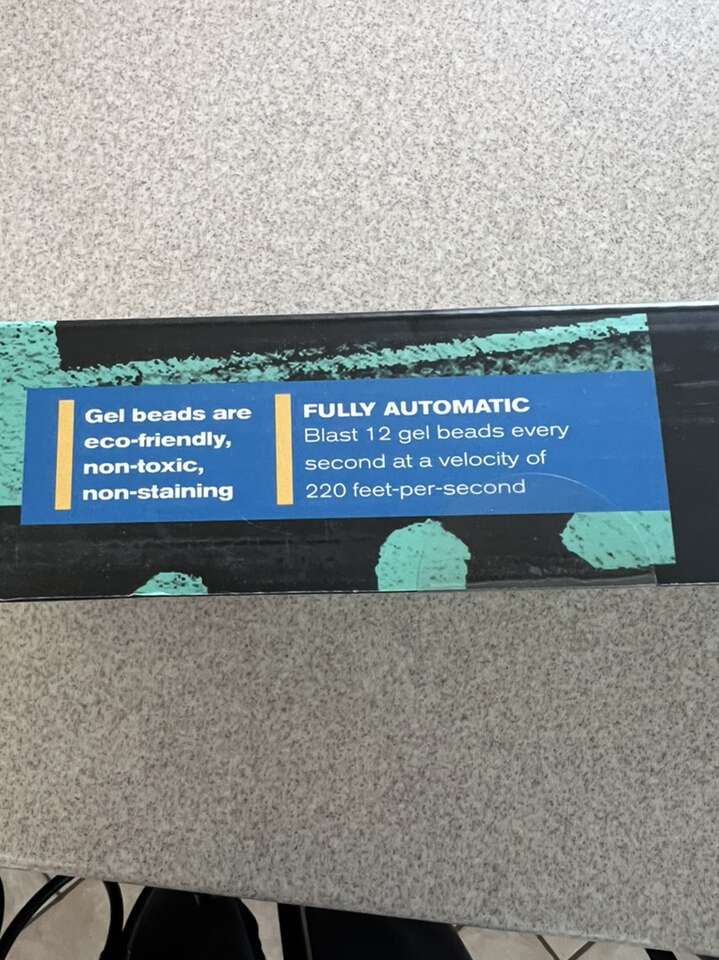 Gel beads are
eco-friendly,
non-toxic,
non-staining
FULLY AUTOMATIC
Blast 12 gel beads every
second at a velocity of
220 feet-per-second